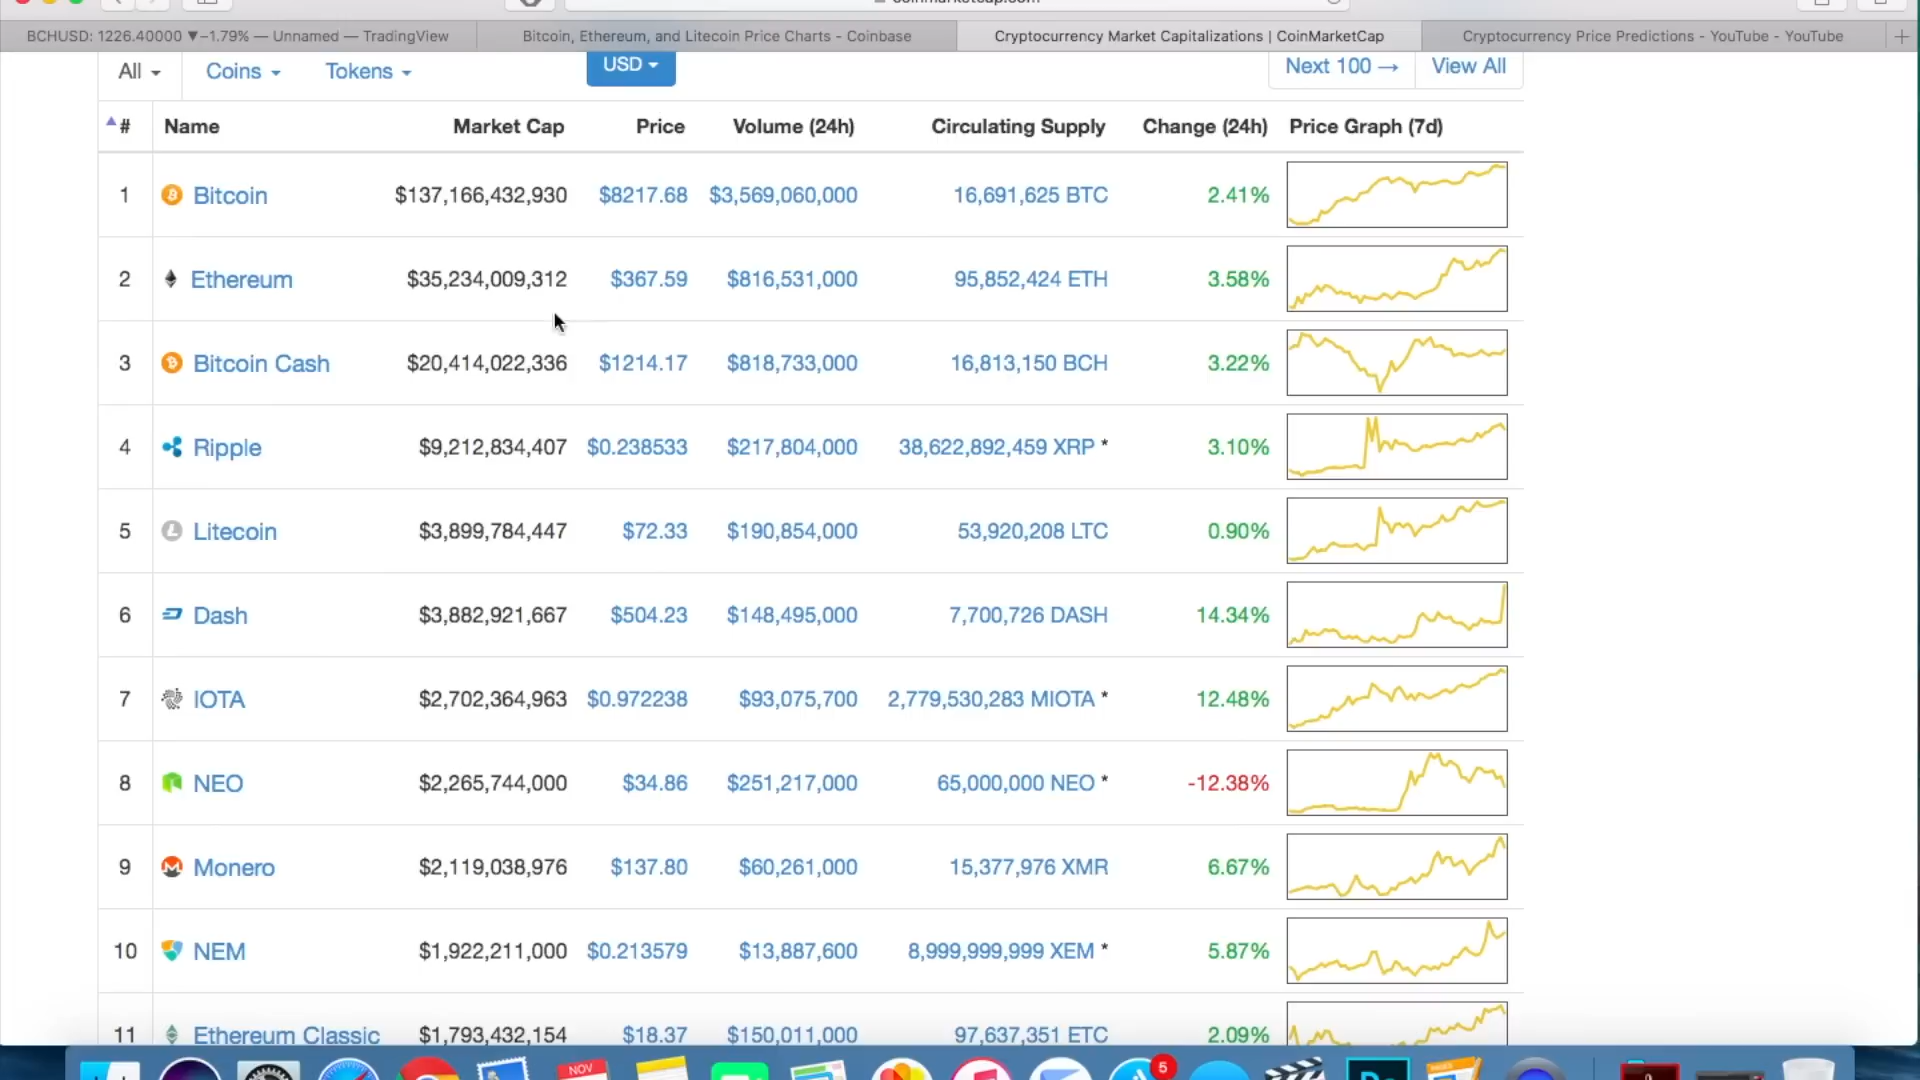 BCHUSD: 1226.40000 ▼−1.79% — Unnamed — TradingView
Bitcoin, Ethereum, and Litecoin Price Charts - Coinbase
Cryptocurrency Market Capitalizations | CoinMarketCap
Cryptocurrency Price Predictions - YouTube - YouTube
All Coins Tokens USD Next 100 → View All
# Name Market Cap Price Volume (24h) Circulating Supply Change (24h) Price Graph (7d)
1 Bitcoin $137,166,432,930 $8217.68 $3,569,060,000 16,691,625 BTC 2.41%
2 Ethereum $35,234,009,312 $367.59 $816,531,000 95,852,424 ETH 3.58%
3 Bitcoin Cash $20,414,022,336 $1214.17 $818,733,000 16,813,150 BCH 3.22%
4 Ripple $9,212,834,407 $0.238533 $217,804,000 38,622,892,459 XRP * 3.10%
5 Litecoin $3,899,784,447 $72.33 $190,854,000 53,920,208 LTC 0.90%
6 Dash $3,882,921,667 $504.23 $148,495,000 7,700,726 DASH 14.34%
7 IOTA $2,702,364,963 $0.972238 $93,075,700 2,779,530,283 MIOTA * 12.48%
8 NEO $2,265,744,000 $34.86 $251,217,000 65,000,000 NEO * -12.38%
9 Monero $2,119,038,976 $137.80 $60,261,000 15,377,976 XMR 6.67%
10 NEM $1,922,211,000 $0.213579 $13,887,600 8,999,999,999 XEM * 5.87%
11 Ethereum Classic $1,793,432,154 $18.37 $150,011,000 97,637,351 ETC 2.09%
NOV
5